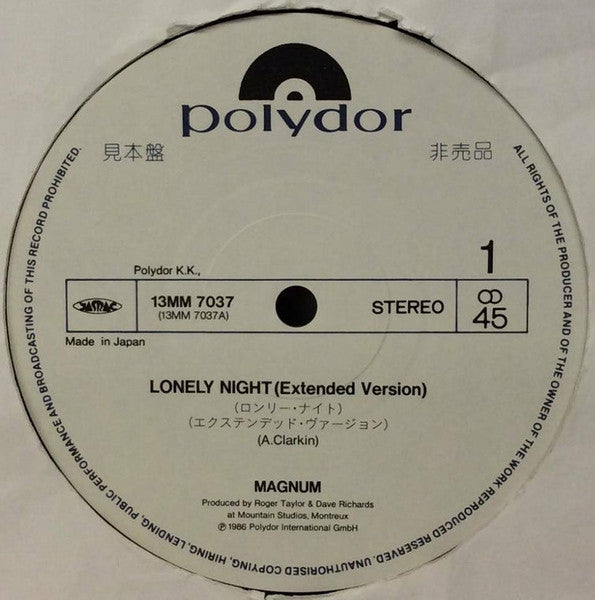 polydor
見本盤
非売品
1
Polydor K.K.,
JASRAC
13MM 7037
(13MM 7037A)
STEREO
45
Made in Japan
LONELY NIGHT (Extended Version)
(ロンリー・ナイト)
(エクステンデッド・ヴァージョン)
(A.Clarkin)
MAGNUM
Produced by Roger Taylor & Dave Richards
at Mountain Studios, Montreux
℗ 1986 Polydor International GmbH
ALL RIGHTS OF THE PRODUCER AND OF THE OWNER OF THE WORK REPRODUCED RESERVED. UNAUTHORISED COPYING, HIRING, LENDING, PUBLIC PERFORMANCE AND BROADCASTING OF THIS RECORD PROHIBITED.